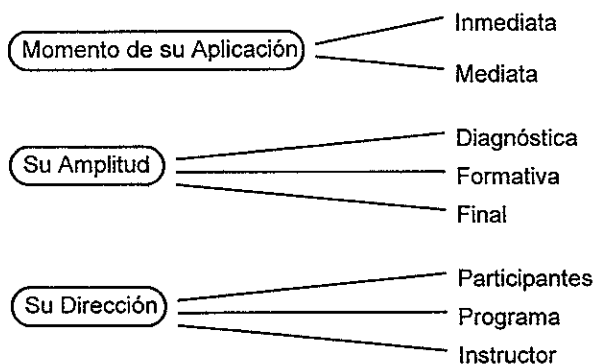 Momento de su Aplicación
Inmediata
Mediata
Su Amplitud
Diagnóstica
Formativa
Final
Su Dirección
Participantes
Programa
Instructor